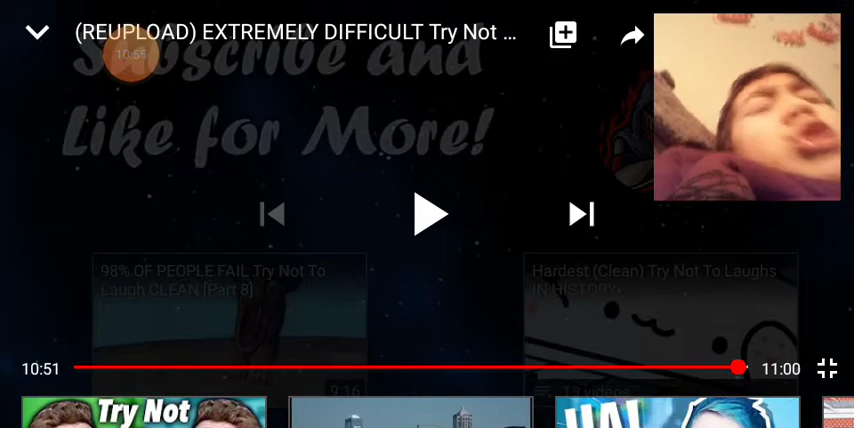 (REUPLOAD) EXTREMELY DIFFICULT Try Not ...
10:55
Subscribe and
Like for More!
98% OF PEOPLE FAIL Try Not To
Laugh CLEAN [Part 8]
Hardest (Clean) Try Not To Laughs
IN HISTORY•
10:51
11:00
9:16
13 videos
Try Not
HA!